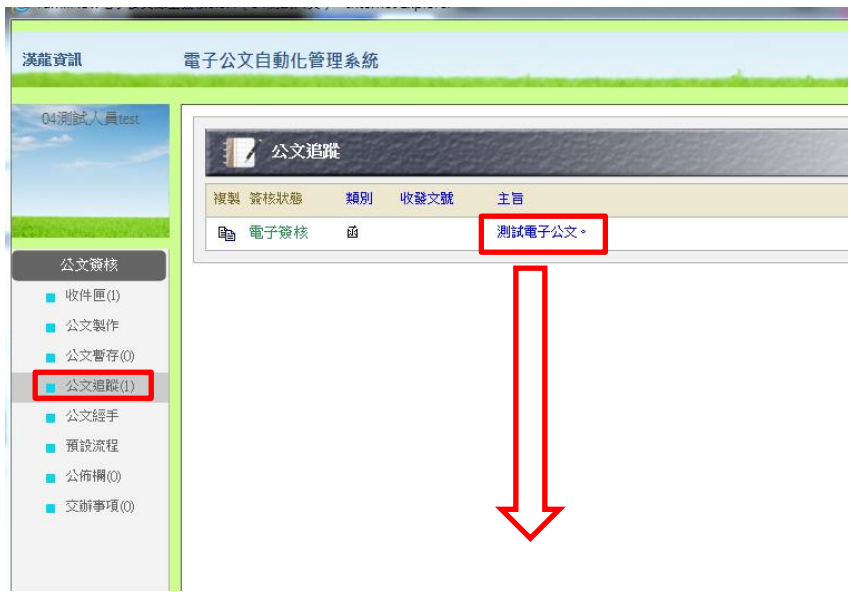 漢龍資訊 電子公文自動化管理系統
04測試人員test
公文追蹤
複製 簽核狀態 類別 收發文號 主旨
電子簽核 函 測試電子公文。
公文簽核
收件匣(1)
公文製作
公文暫存(0)
公文追蹤(1)
公文經手
預設流程
公佈欄(0)
交辦事項(0)